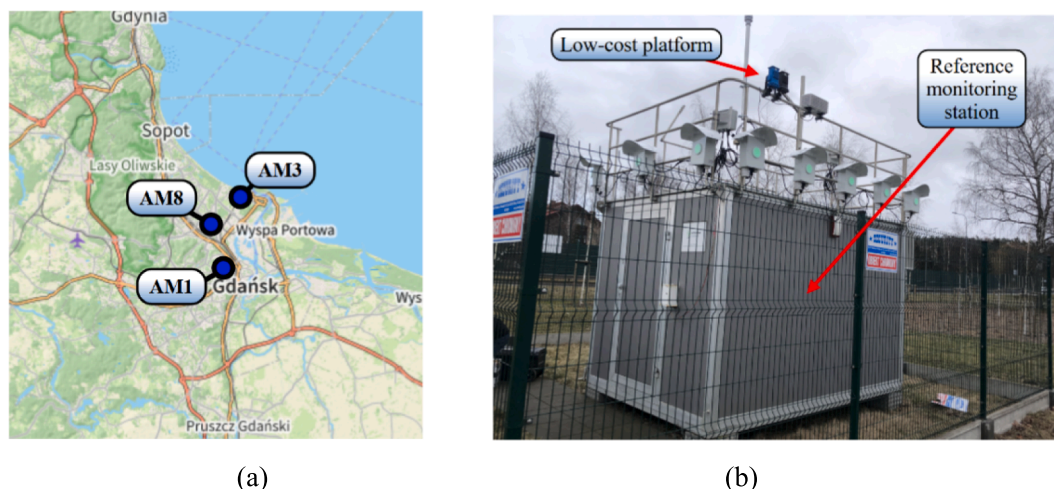 Gdynia
Sopot
Lasy Oliwskie
AM3
AM8
Wyspa Portowa
AM1
Gdańsk
Wys
Pruszcz Gdański
Low-cost platform
Reference
monitoring
station
(a)
(b)